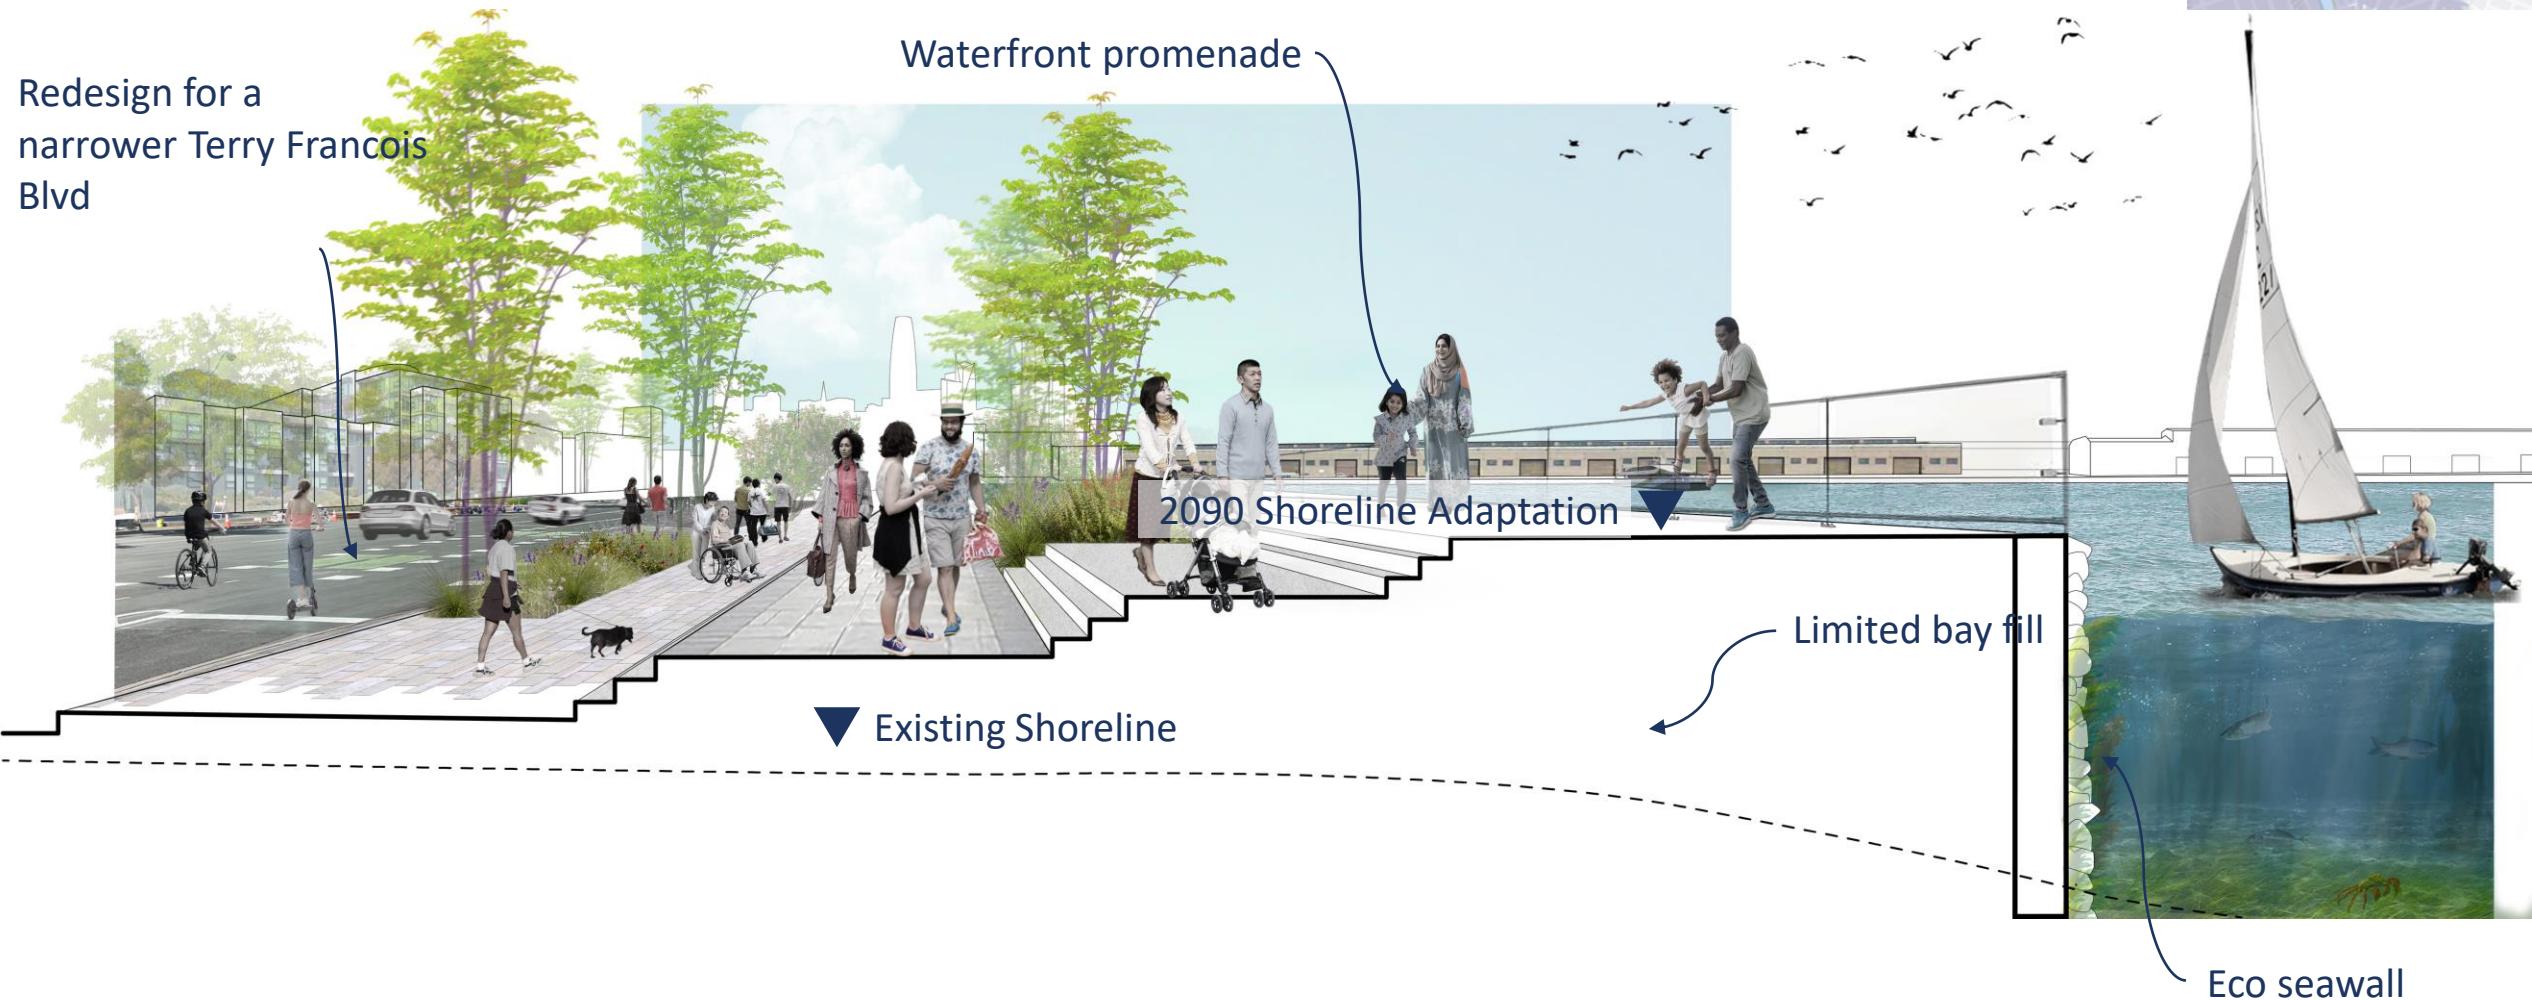 Waterfront promenade
Redesign for a
narrower Terry Francois
Blvd
2090 Shoreline Adaptation
Limited bay fill
Existing Shoreline
Eco seawall